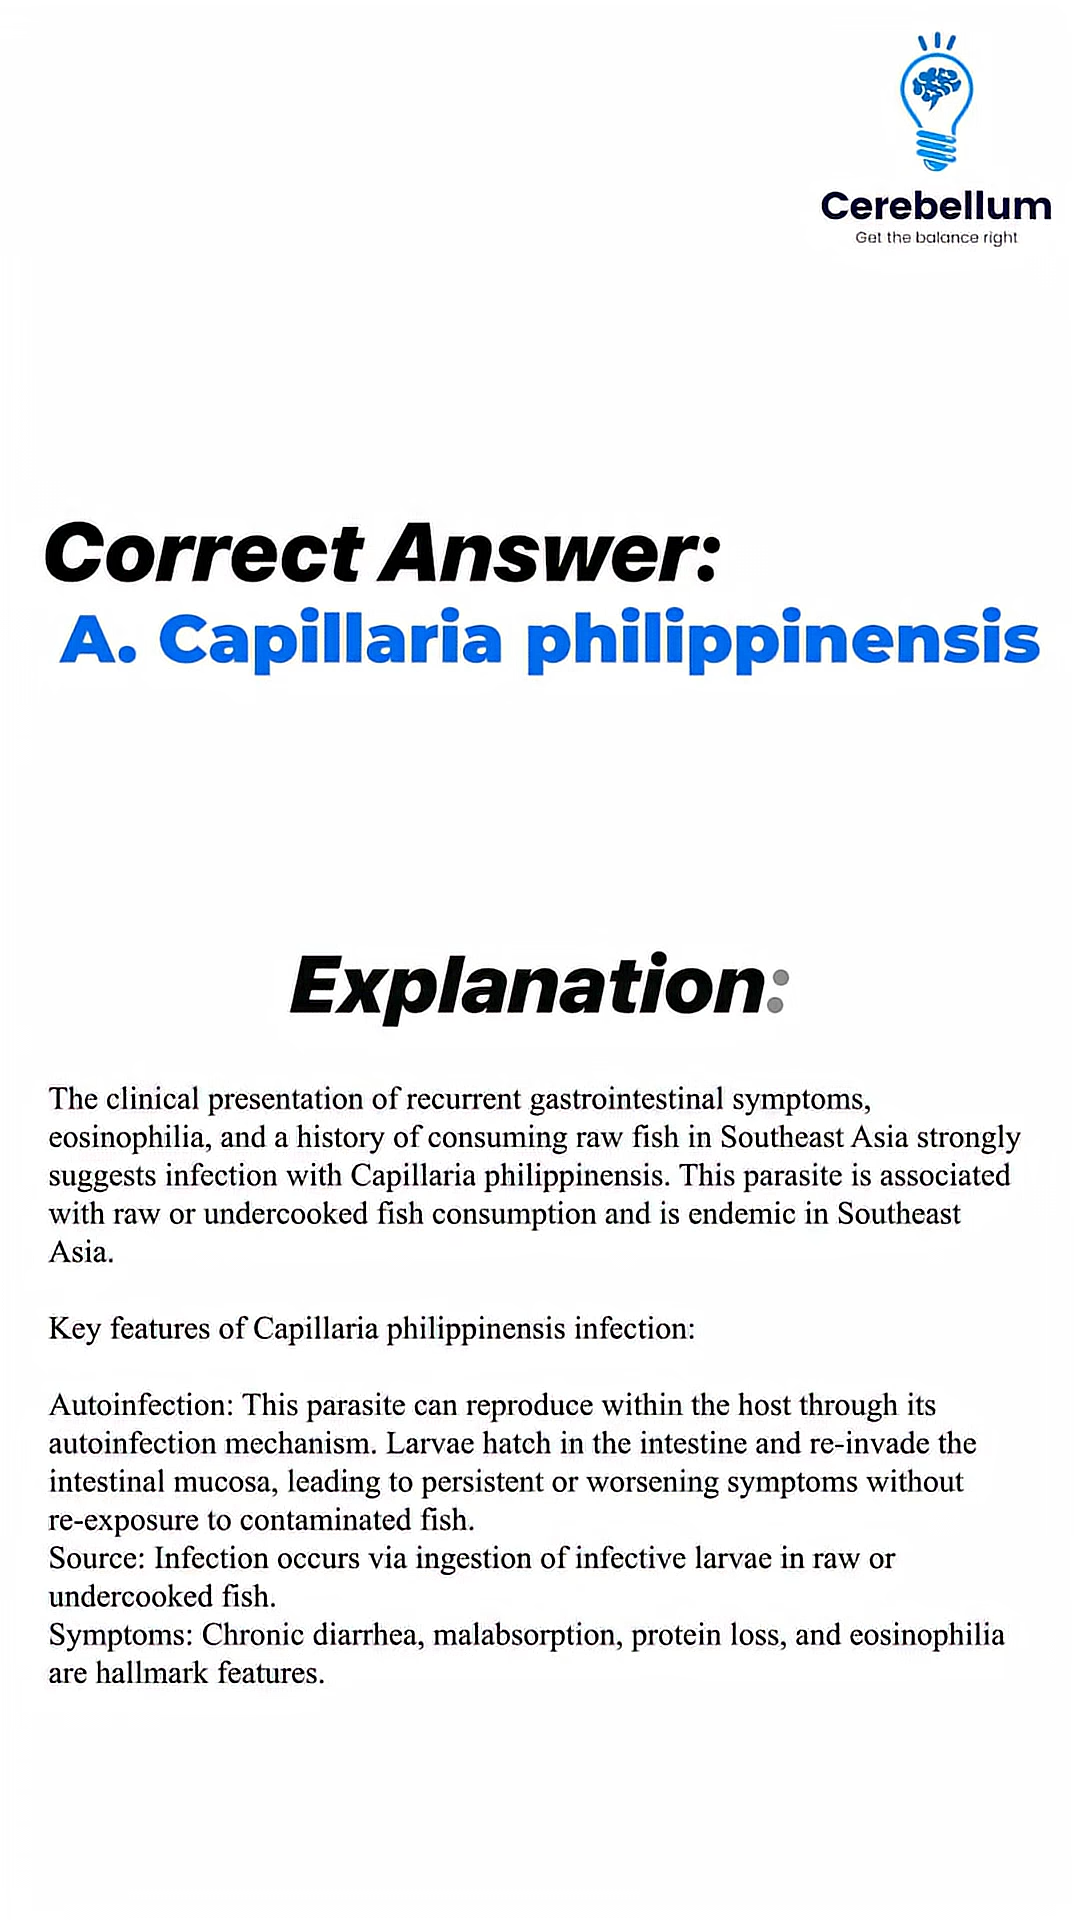 Cerebellum
Get the balance right
Correct Answer:
A. Capillaria philippinensis
Explanation:
The clinical presentation of recurrent gastrointestinal symptoms,
eosinophilia, and a history of consuming raw fish in Southeast Asia strongly
suggests infection with Capillaria philippinensis. This parasite is associated
with raw or undercooked fish consumption and is endemic in Southeast
Asia.
Key features of Capillaria philippinensis infection:
Autoinfection: This parasite can reproduce within the host through its
autoinfection mechanism. Larvae hatch in the intestine and re-invade the
intestinal mucosa, leading to persistent or worsening symptoms without
re-exposure to contaminated fish.
Source: Infection occurs via ingestion of infective larvae in raw or
undercooked fish.
Symptoms: Chronic diarrhea, malabsorption, protein loss, and eosinophilia
are hallmark features.